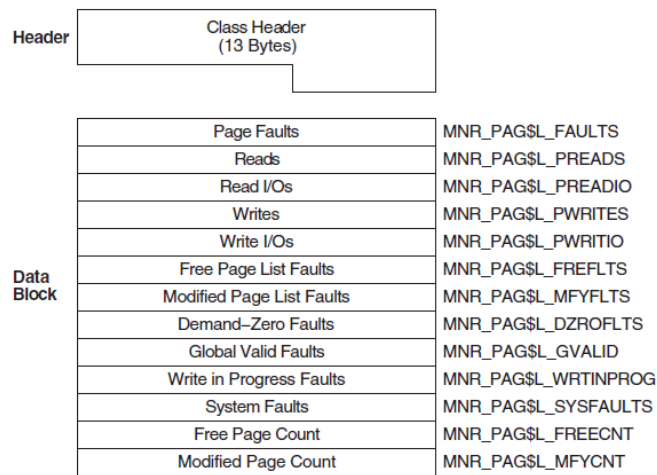 Header
Class Header
(13 Bytes)
Page Faults MNR_PAG$L_FAULTS
Reads MNR_PAG$L_PREADS
Read I/Os MNR_PAG$L_PREADIO
Writes MNR_PAG$L_PWRITES
Write I/Os MNR_PAG$L_PWRITIO
Data
Block
Free Page List Faults MNR_PAG$L_FREFLTS
Modified Page List Faults MNR_PAG$L_MFYFLTS
Demand–Zero Faults MNR_PAG$L_DZROFLTS
Global Valid Faults MNR_PAG$L_GVALID
Write in Progress Faults MNR_PAG$L_WRTINPROG
System Faults MNR_PAG$L_SYSFAULTS
Free Page Count MNR_PAG$L_FREECNT
Modified Page Count MNR_PAG$L_MFYCNT